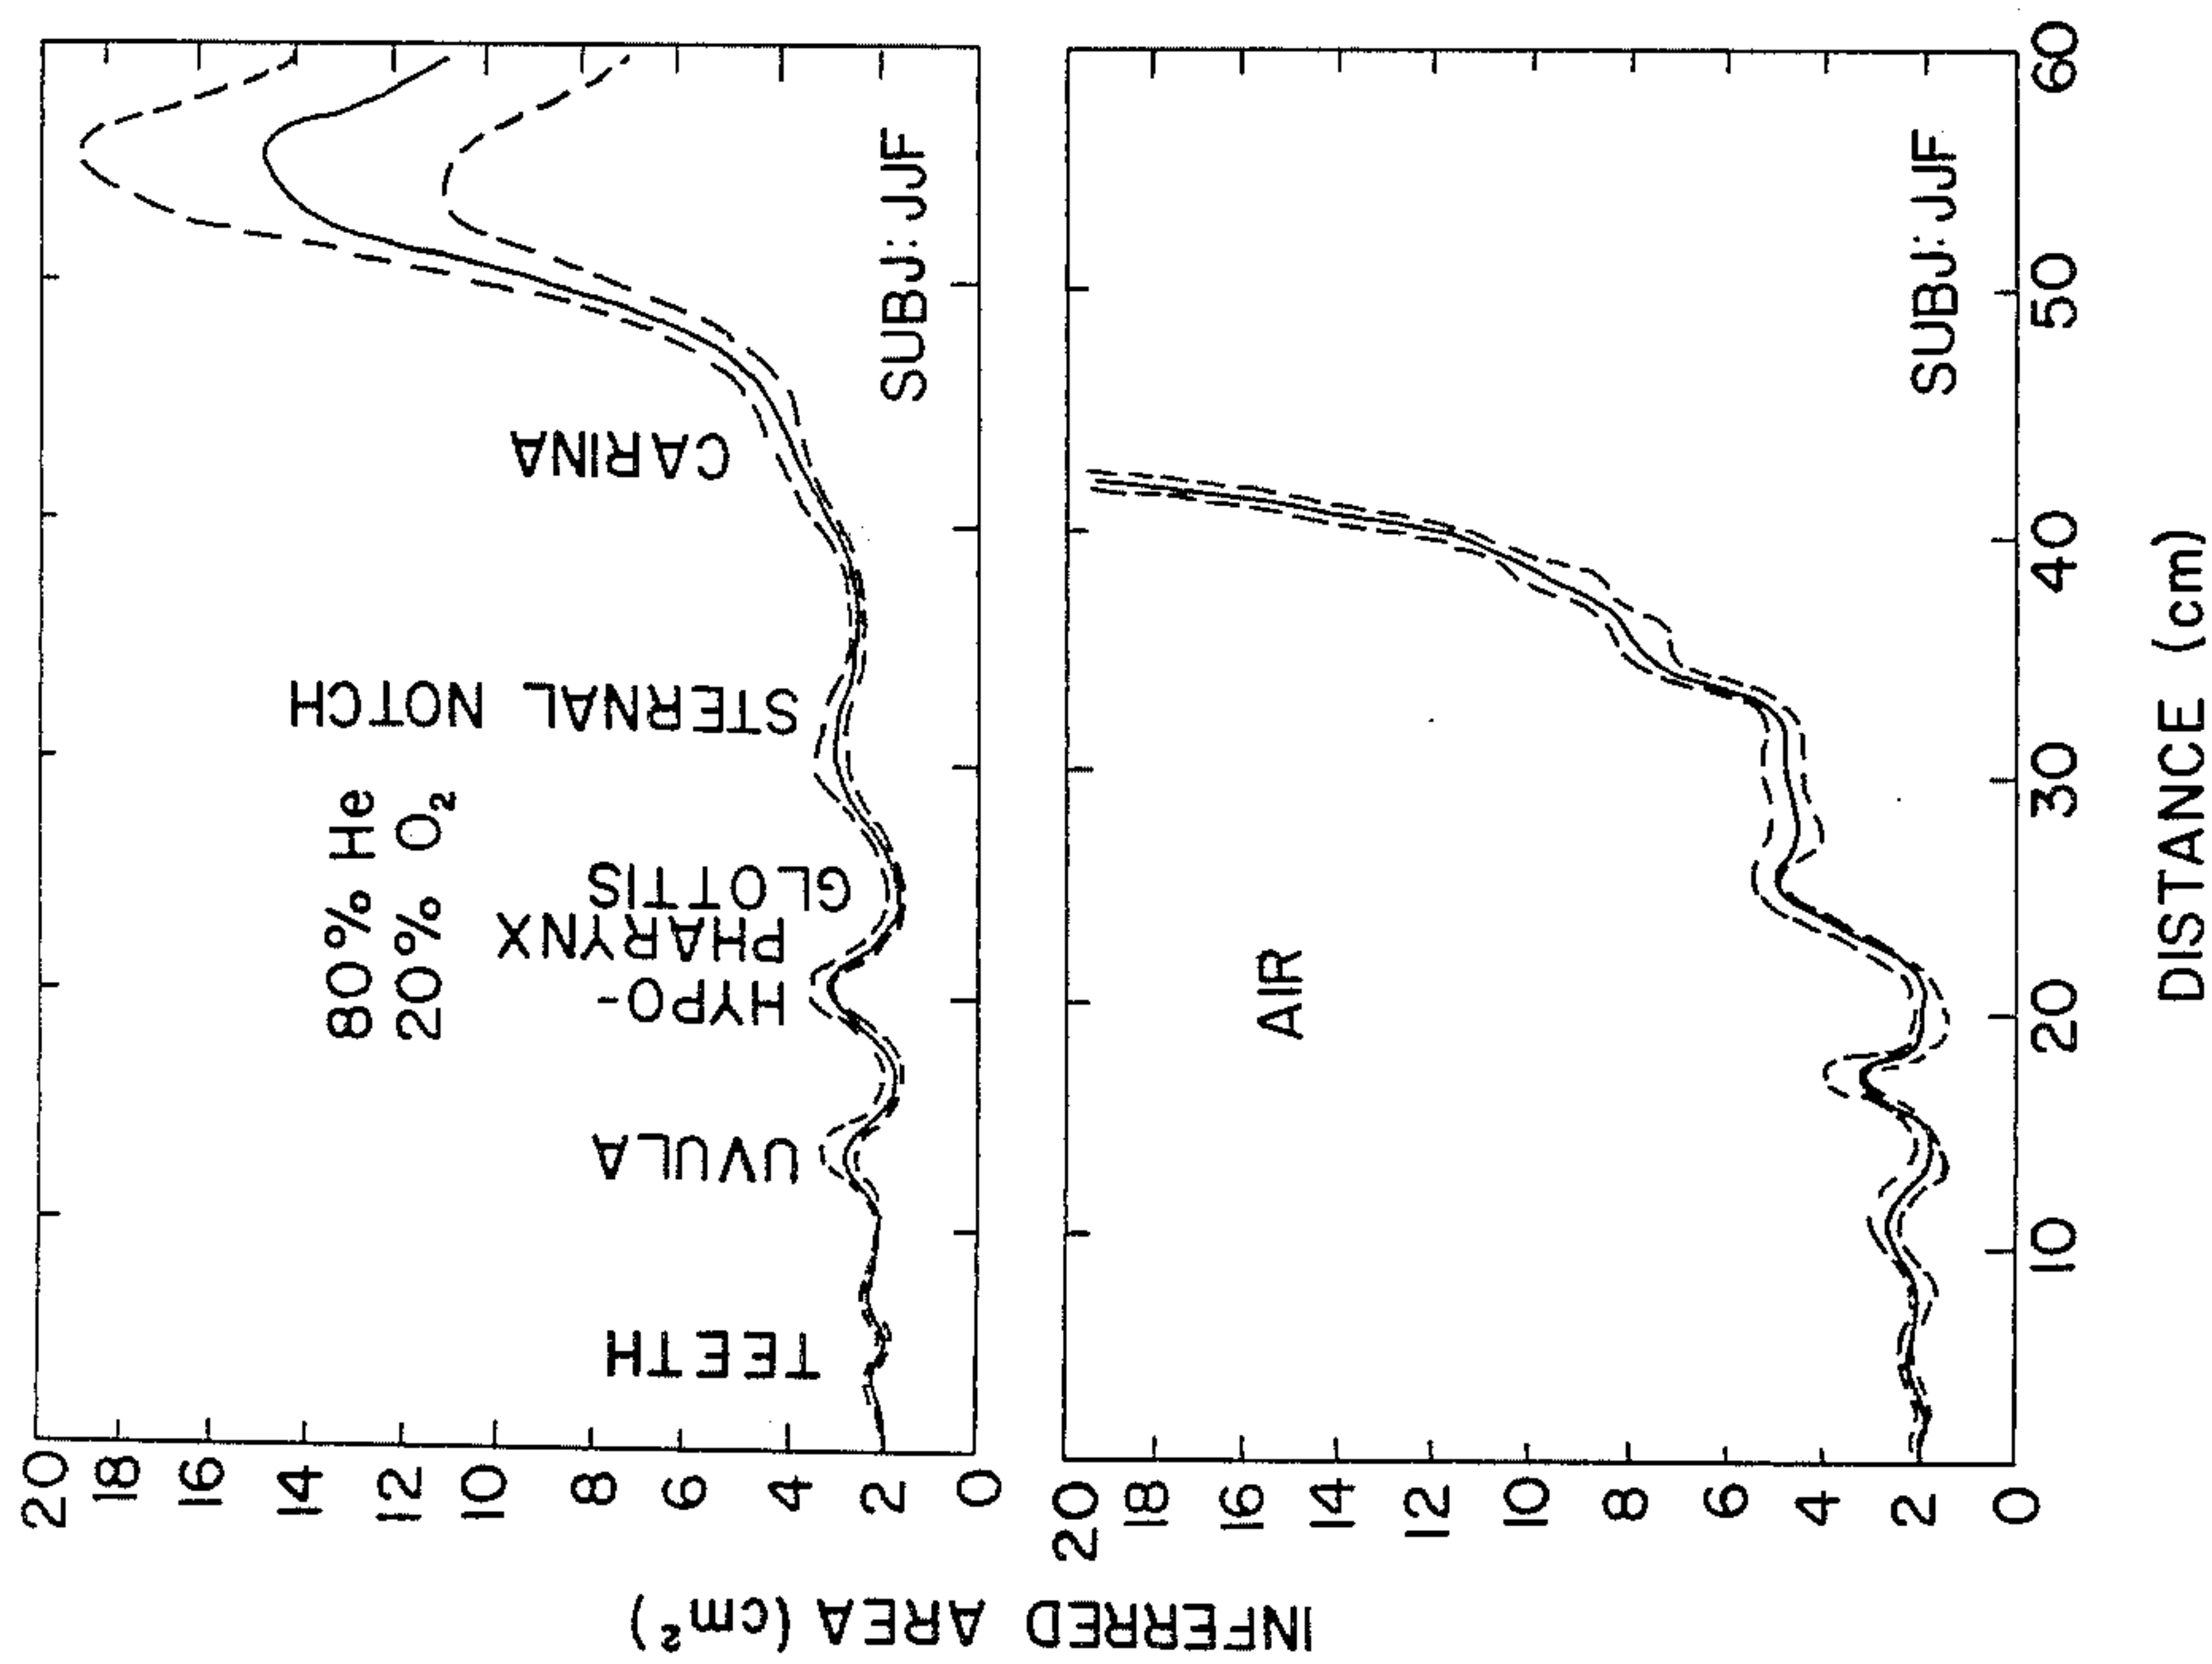 INFERRED AREA (cm²)
20
18
16
14
12
10
8
6
4
2
0
80% He
20% O₂
TEETH
UVULA
HYPO-
PHARYNX
GLOTTIS
STERNAL NOTCH
CARINA
SUBJ: JJF
20
18
16
14
12
10
8
6
4
2
0
AIR
SUBJ: JJF
10
20
30
40
50
60
DISTANCE (cm)